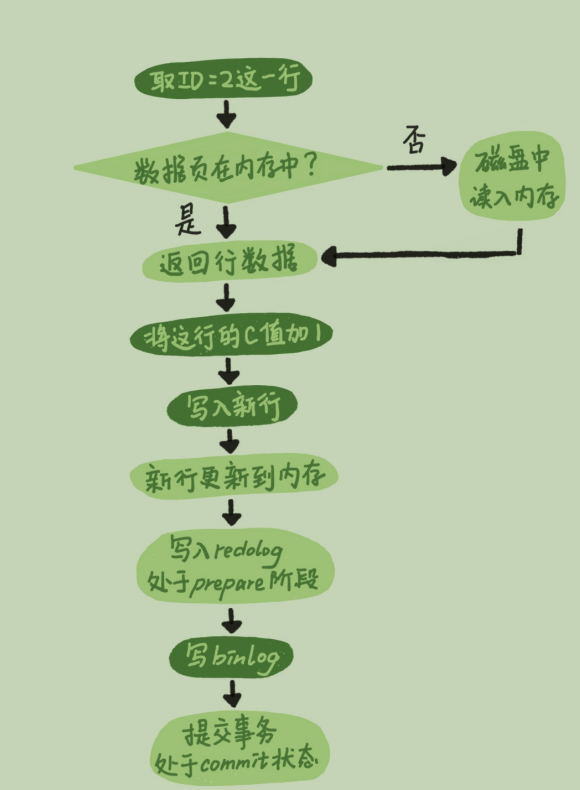 取ID=2这一行
数据页在内存中？
否
磁盘中
读入内存
是
返回行数据
将这行的C值加1
写入新行
新行更新到内存
写入redolog
处于prepare阶段
写binlog
提交事务
处于commit状态